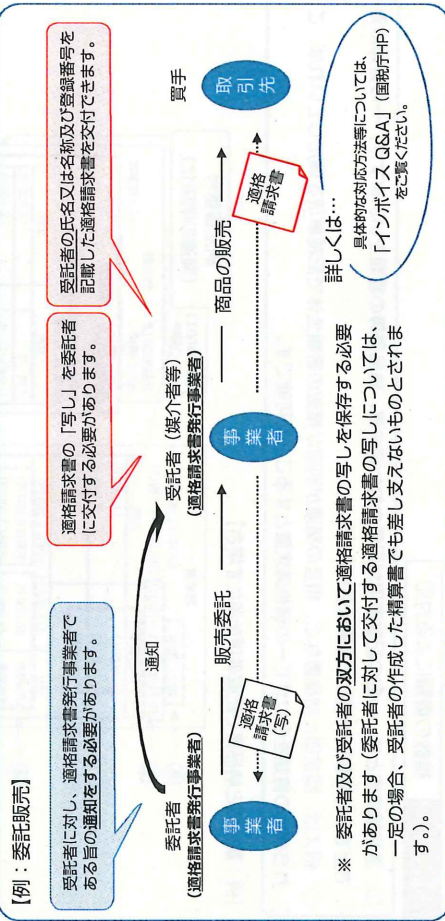 【例：委託販売】
受託者に対し、適格請求書発行事業者で
ある旨の通知をする必要があります。
適格請求書の「写し」を委託者
に交付する必要があります。
受託者の氏名又は名称及び登録番号を
記載した適格請求書を交付できます。
通知
委託者
（適格請求書発行事業者）
事業者
販売委託
適格
請求書
（写）
受託者（媒介者等）
（適格請求書発行事業者）
事業者
商品の販売
適格
請求書
買手
取引先
※　委託者及び受託者の双方において適格請求書の写しを保存する必要
があります（委託者に対して交付する適格請求書の写しについては、
一定の場合、受託者の作成した精算書でも差し支えないものとされま
す。）。
詳しくは…
具体的な対応方法等については、
「インボイス Q&A」（国税庁HP）
をご覧ください。